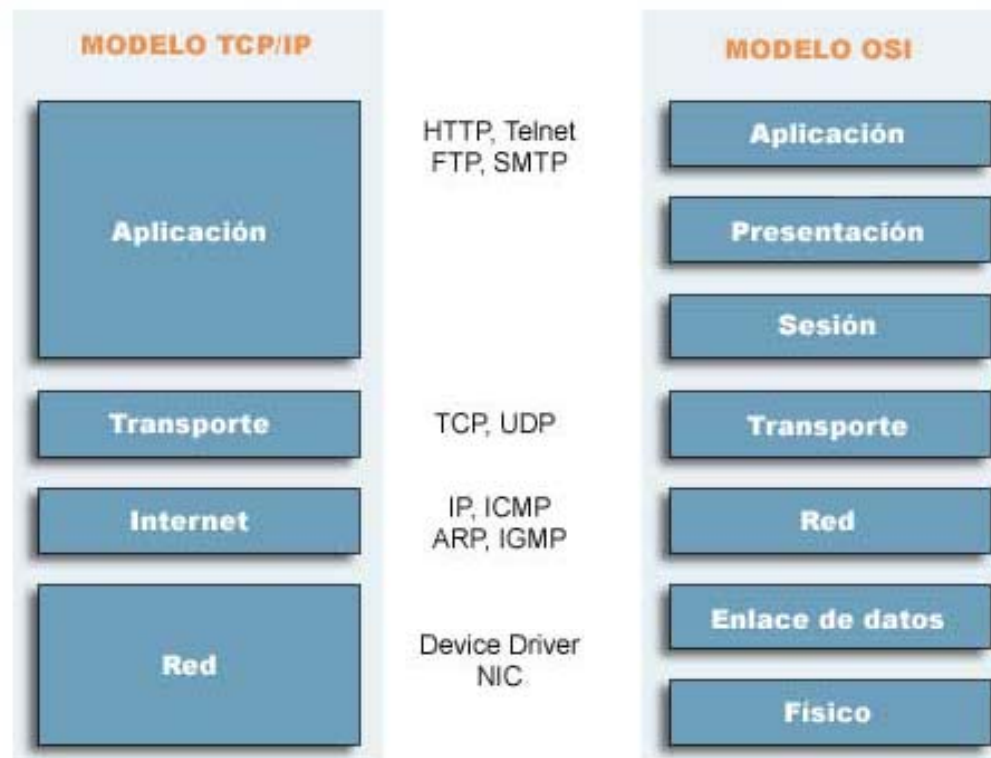 MODELO TCP/IP
Aplicación
Transporte
Internet
Red
HTTP, Telnet
FTP, SMTP
TCP, UDP
IP, ICMP
ARP, IGMP
Device Driver
NIC
MODELO OSI
Aplicación
Presentación
Sesión
Transporte
Red
Enlace de datos
Físico